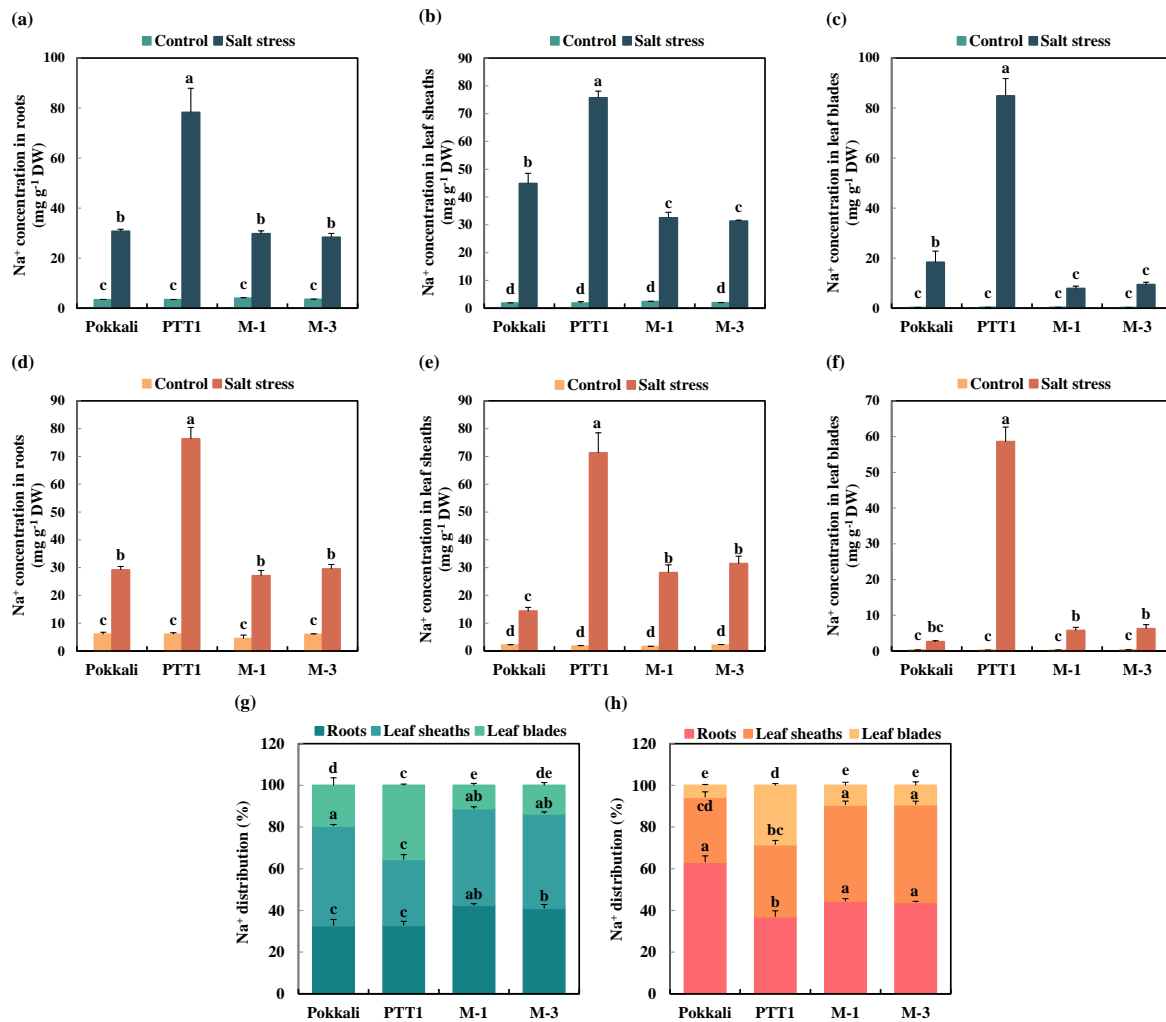 (a)
Control Salt stress
Na⁺ concentration in roots
(mg g⁻¹ DW)
100
80
60
40
20
0
c b c a c b c b
Pokkali PTT1 M-1 M-3
(b)
Control Salt stress
Na⁺ concentration in leaf sheaths
(mg g⁻¹ DW)
90
80
70
60
50
40
30
20
10
0
d b d a d c d c
Pokkali PTT1 M-1 M-3
(c)
Control Salt stress
Na⁺ concentration in leaf blades
(mg g⁻¹ DW)
100
80
60
40
20
0
c b c a c c c c
Pokkali PTT1 M-1 M-3
(d)
Control Salt stress
Na⁺ concentration in roots
(mg g⁻¹ DW)
90
80
70
60
50
40
30
20
10
0
c b c a c b c b
Pokkali PTT1 M-1 M-3
(e)
Control Salt stress
Na⁺ concentration in leaf sheaths
(mg g⁻¹ DW)
90
80
70
60
50
40
30
20
10
0
d c d a d b d b
Pokkali PTT1 M-1 M-3
(f)
Control Salt stress
Na⁺ concentration in leaf blades
(mg g⁻¹ DW)
70
60
50
40
30
20
10
0
c bc c a c b c b
Pokkali PTT1 M-1 M-3
(g)
Roots Leaf sheaths Leaf blades
Na⁺ distribution (%)
120
100
80
60
40
20
0
d c e de
a c ab ab
c c ab b
Pokkali PTT1 M-1 M-3
(h)
Roots Leaf sheaths Leaf blades
Na⁺ distribution (%)
120
100
80
60
40
20
0
e d e e
cd bc a a
a b a a
Pokkali PTT1 M-1 M-3